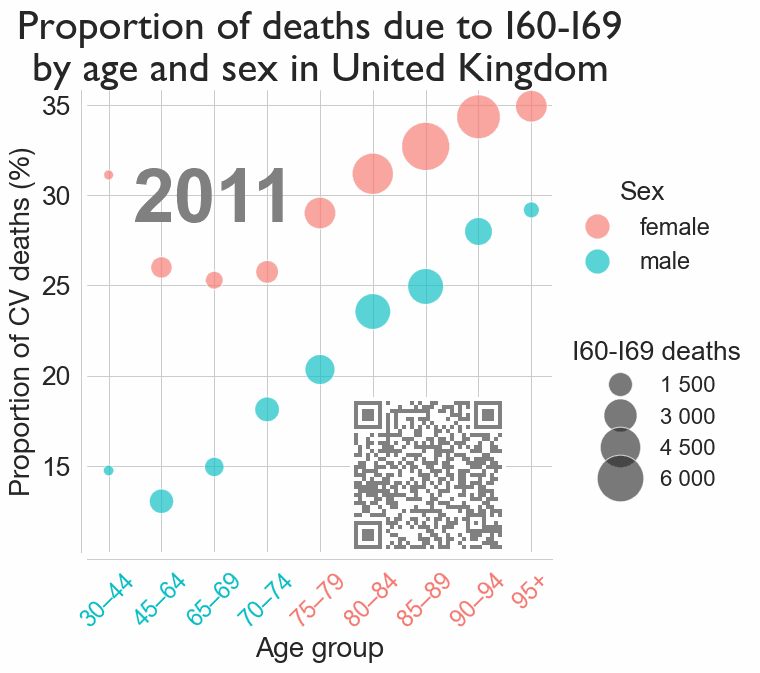 Proportion of deaths due to I60-I69
by age and sex in United Kingdom
Proportion of CV deaths (%)
35
30
25
20
15
2011
30–44
45–64
65–69
70–74
75–79
80–84
85–89
90–94
95+
Age group
Sex
female
male
I60-I69 deaths
1 500
3 000
4 500
6 000